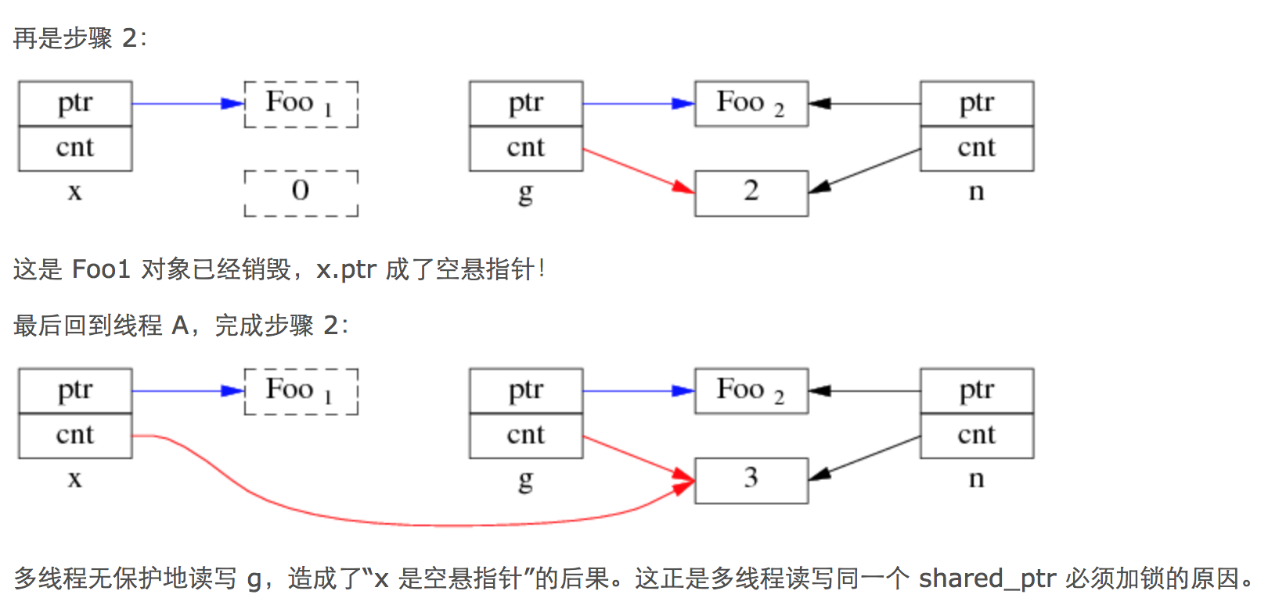 再是步骤 2：
ptr Foo 1 ptr Foo 2 ptr
cnt cnt cnt
x 0 g 2 n
这是 Foo1 对象已经销毁，x.ptr 成了空悬指针！
最后回到线程 A，完成步骤 2：
ptr Foo 1 ptr Foo 2 ptr
cnt cnt cnt
x g 3 n
多线程无保护地读写 g，造成了“x 是空悬指针”的后果。这正是多线程读写同一个 shared_ptr 必须加锁的原因。